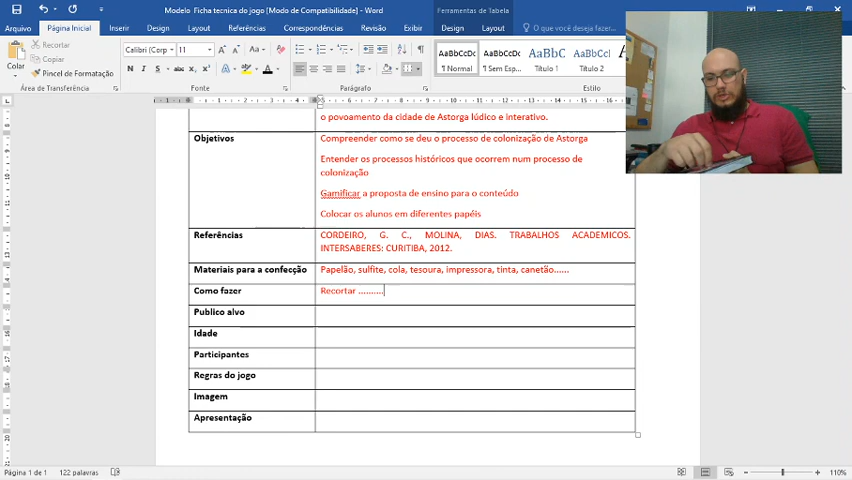 Modelo Ficha tecnica do jogo [Modo de Compatibilidade] - Word
Ferramentas de Tabela
Arquivo Página Inicial Inserir Design Layout Referências Correspondências Revisão Exibir Design Layout O que você deseja fazer...
Colar
Recortar
Copiar
Pincel de Formatação
Área de Transferência
Calibri (Corp 11
N I S abc x₂ x²
Fonte
Parágrafo
AaBbCcDc AaBbCcDc AaBbC AaBbCcD
¶ Normal ¶ Sem Esp... Título 1 Título 2
Estilo
o povoamento da cidade de Astorga lúdico e interativo.
Objetivos
Compreender como se deu o processo de colonização de Astorga
Entender os processos históricos que ocorrem num processo de
colonização
Gamificar a proposta de ensino para o conteúdo
Colocar os alunos em diferentes papéis
Referências
CORDEIRO, G. C., MOLINA, DIAS. TRABALHOS ACADEMICOS.
INTERSABERES: CURITIBA, 2012.
Materiais para a confecção
Papelão, sulfite, cola, tesoura, impressora, tinta, canetão......
Como fazer
Recortar ..........
Publico alvo
Idade
Participantes
Regras do jogo
Imagem
Apresentação
Página 1 de 1 122 palavras
110%